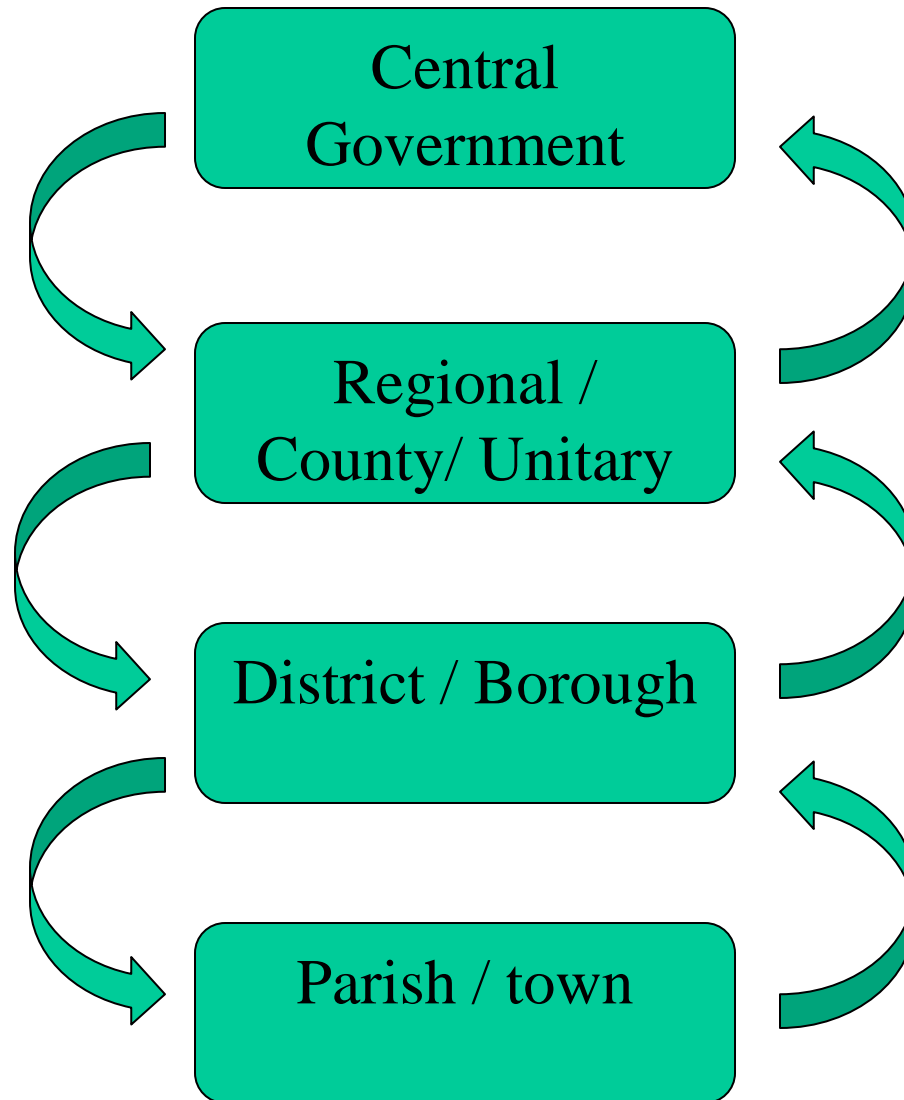 Central
Government
Regional /
County/ Unitary
District / Borough
Parish / town